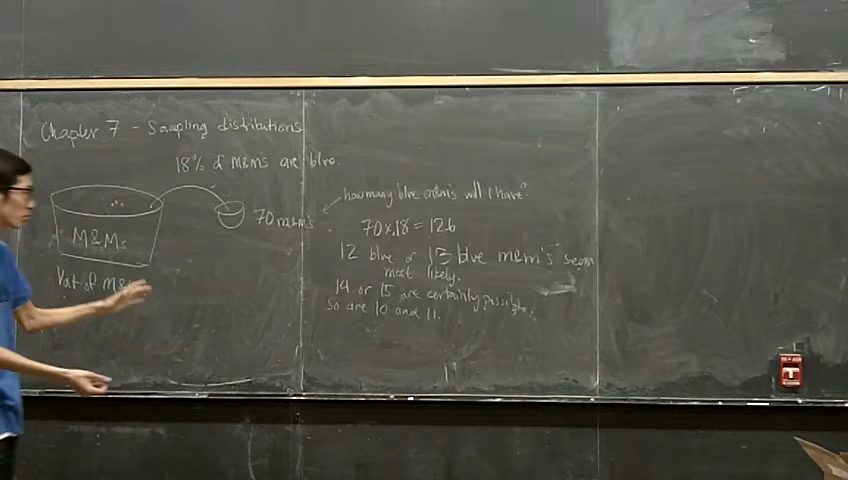 Chapter 7 - Sampling distributions
18% of M&M's are blue.
M&Ms
Vat of M&M
70 m&m's
how many blue m&m's will I have?
70 x .18 = 12.6
12 blue or 13 blue m&m's seem
most likely.
14 or 15 are certainly possible.
So are 10 and 11.
T